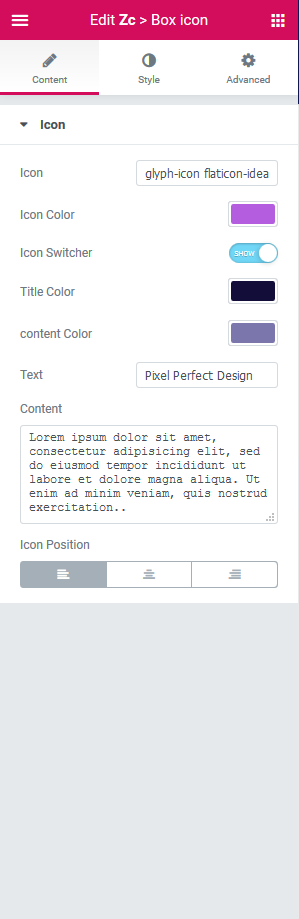 Edit Zc > Box icon
Content Style Advanced
Icon
Icon glyph-icon flaticon-idea
Icon Color
Icon Switcher SHOW
Title Color
content Color
Text Pixel Perfect Design
Content
Lorem ipsum dolor sit amet,
consectetur adipisicing elit, sed
do eiusmod tempor incididunt ut
labore et dolore magna aliqua. Ut
enim ad minim veniam, quis nostrud
exercitation..
Icon Position